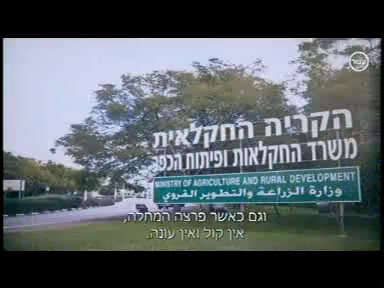 הקריה החקלאית
משרד החקלאות ופיתוח הכפר
MINISTRY OF AGRICULTURE AND RURAL DEVELOPMENT
وزارة الزراعة والتطوير القروي
וגם כאשר פרצה המחלה,
אין קול ואין עונה.